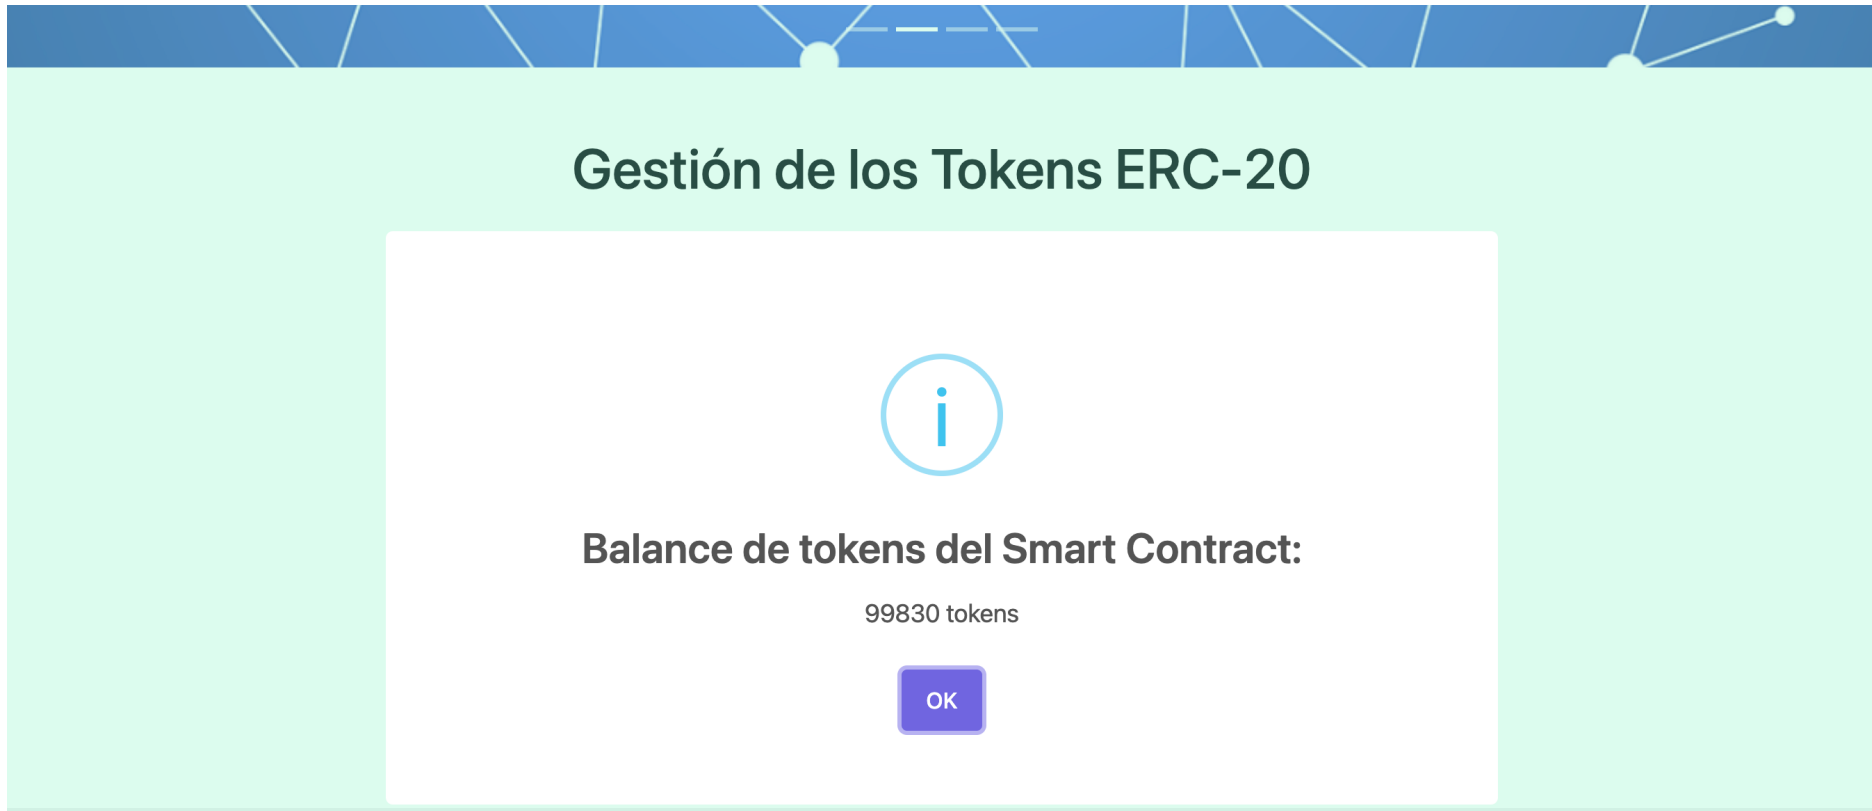 Gestión de los Tokens ERC-20
Balance de tokens del Smart Contract:
99830 tokens
OK